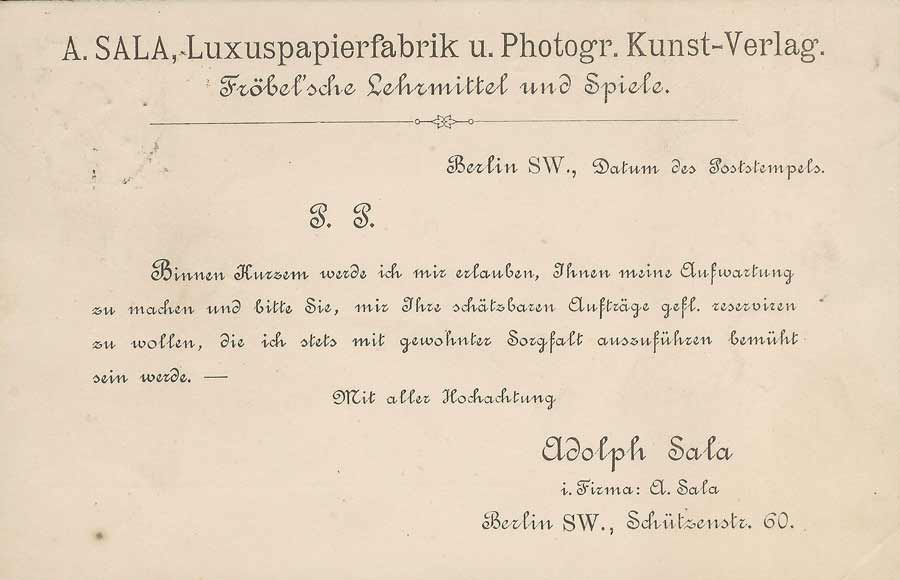 A. SALA, Luxuspapierfabrik u. Photogr. Kunst-Verlag.
Fröbel'sche Lehrmittel und Spiele.
Berlin SW., Datum des Poststempels.
P. P.
Binnen Kurzem werde ich mir erlauben, Ihnen meine Aufwartung
zu machen und bitte Sie, mir Ihre schätzbaren Aufträge gefl. reserviren
zu wollen, die ich stets mit gewohnter Sorgfalt auszuführen bemüht
sein werde. —
Mit aller Hochachtung
Adolph Sala
i. Firma: A. Sala
Berlin SW., Schützenstr. 60.